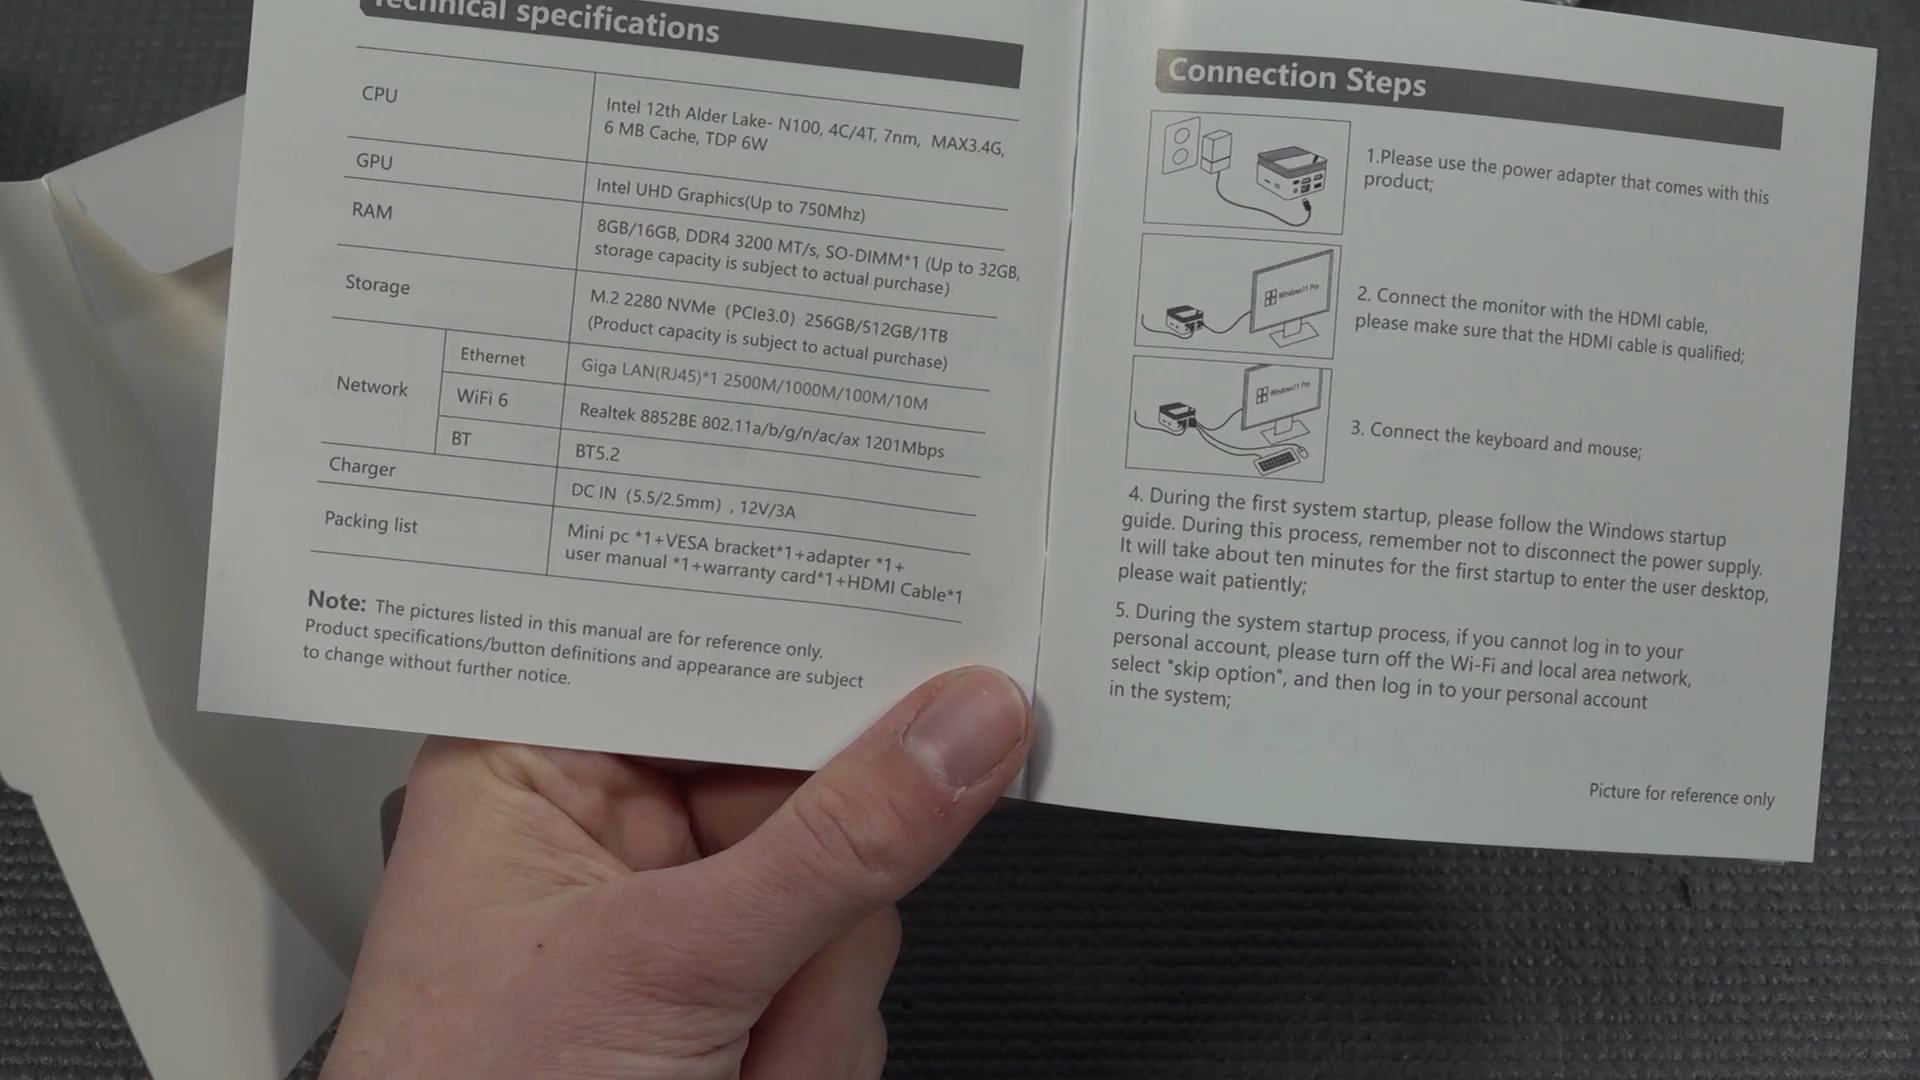 Technical specifications
CPU
Intel 12th Alder Lake- N100, 4C/4T, 7nm, MAX3.4G,
6 MB Cache, TDP 6W
GPU
Intel UHD Graphics(Up to 750Mhz)
RAM
8GB/16GB, DDR4 3200 MT/s, SO-DIMM*1 (Up to 32GB,
storage capacity is subject to actual purchase)
Storage
M.2 2280 NVMe (PCIe3.0) 256GB/512GB/1TB
(Product capacity is subject to actual purchase)
Network
Ethernet
Giga LAN(RJ45)*1 2500M/1000M/100M/10M
WiFi 6
Realtek 8852BE 802.11a/b/g/n/ac/ax 1201Mbps
BT
BT5.2
Charger
DC IN (5.5/2.5mm) , 12V/3A
Packing list
Mini pc *1+VESA bracket*1+adapter *1+
user manual *1+warranty card*1+HDMI Cable*1
Note: The pictures listed in this manual are for reference only.
Product specifications/button definitions and appearance are subject
to change without further notice.
Connection Steps
1.Please use the power adapter that comes with this
product;
Windows11 Pro
2. Connect the monitor with the HDMI cable,
please make sure that the HDMI cable is qualified;
Windows11 Pro
3. Connect the keyboard and mouse;
4. During the first system startup, please follow the Windows startup
guide. During this process, remember not to disconnect the power supply.
It will take about ten minutes for the first startup to enter the user desktop,
please wait patiently;
5. During the system startup process, if you cannot log in to your
personal account, please turn off the Wi-Fi and local area network,
select "skip option", and then log in to your personal account
in the system;
Picture for reference only